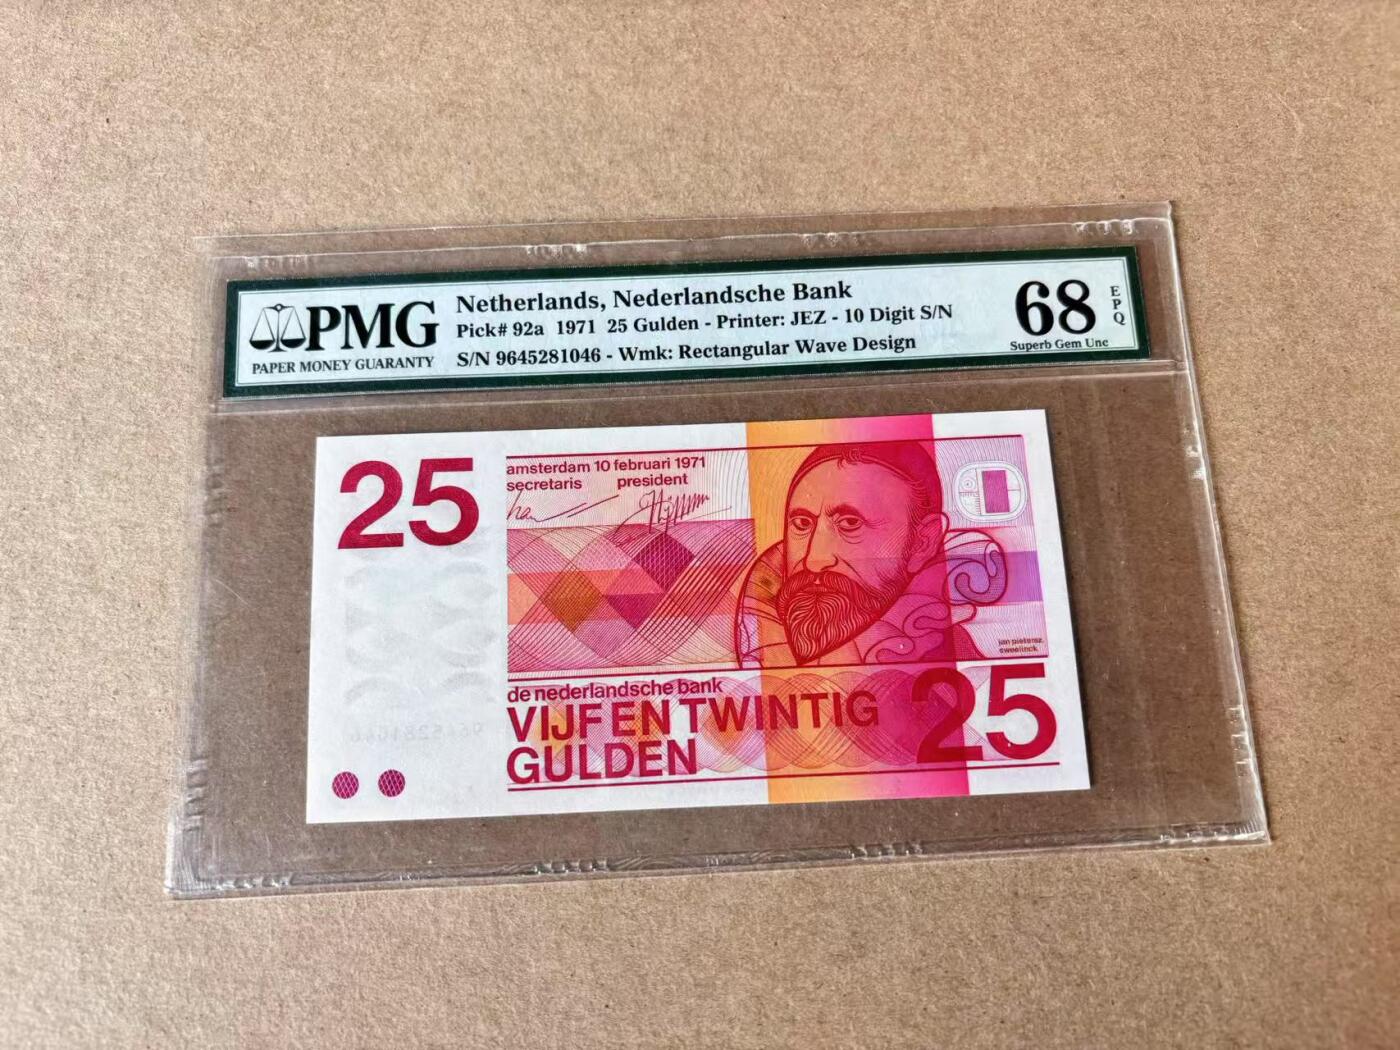 PMG
PAPER MONEY GUARANTY
Netherlands, Nederlandsche Bank
Pick# 92a 1971 25 Gulden - Printer: JEZ - 10 Digit S/N
S/N 9645281046 - Wmk: Rectangular Wave Design
68
EPQ
Superb Gem Unc
25
amsterdam 10 februari 1971
secretaris president
jan pietersz.
sweelinck
de nederlandsche bank
VIJF EN TWINTIG
GULDEN
25